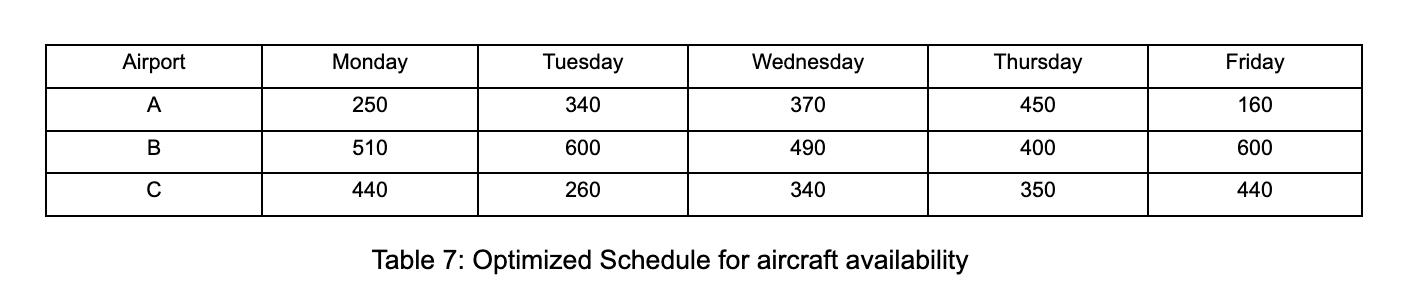 Airport Monday Tuesday Wednesday Thursday Friday
A 250 340 370 450 160
B 510 600 490 400 600
C 440 260 340 350 440
Table 7: Optimized Schedule for aircraft availability